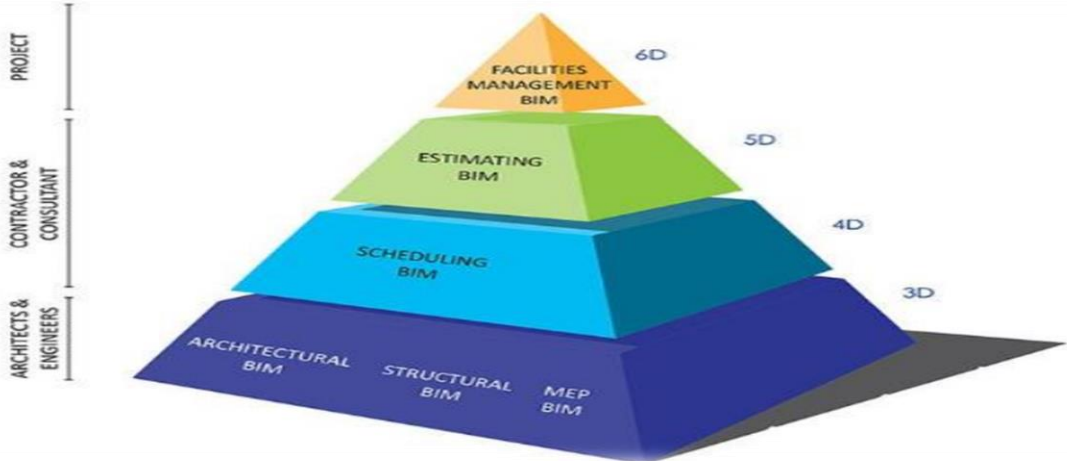 PROJECT
CONTRACTOR &
CONSULTANT
ARCHITECTS &
ENGINEERS
FACILITIES
MANAGEMENT
BIM
6D
ESTIMATING
BIM
5D
SCHEDULING
BIM
4D
3D
ARCHITECTURAL
BIM
STRUCTURAL
BIM
MEP
BIM